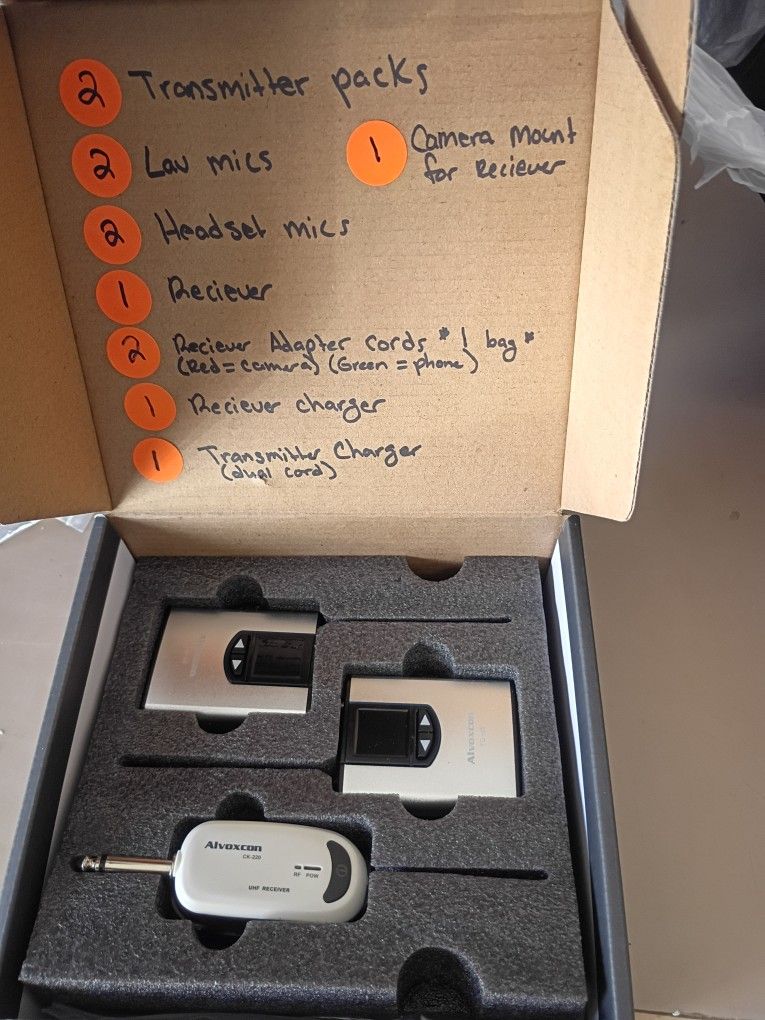 2 Transmitter packs
2 Lav mics
1 Camera Mount
for Reciever
2 Headset mics
1 Reciever
2 Reciever Adapter cords * 1 bag *
(Red = camera) (Green = phone)
1 Reciever charger
1 Transmitter Charger
(dual cord)
Alvoxcon
Alvoxcon
CK-220
RF POW
UHF RECEIVER